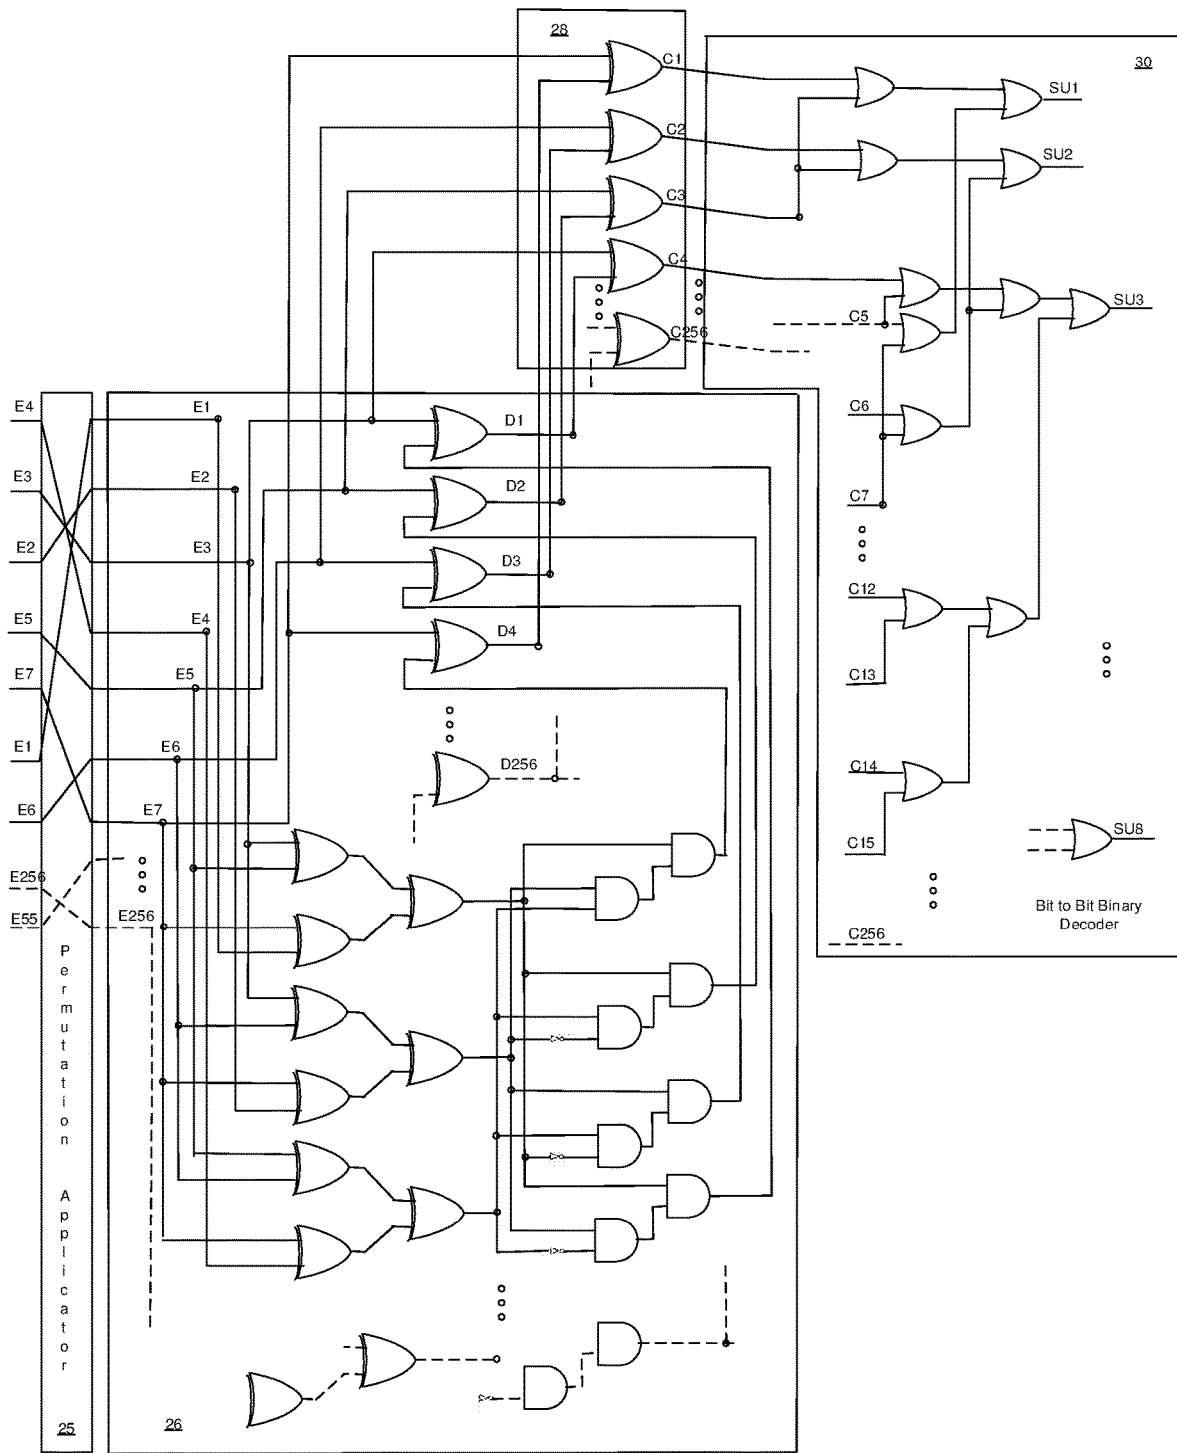 28
30
C1
SU1
C2
SU2
C3
C4
SU3
C5
C256
E4
E1
D1
C6
E3
E2
D2
C7
E2
E3
D3
C12
E5
E4
D4
E7
E5
C13
E1
E6
D256
C14
E6
E7
SU8
C15
E256
E55
E256
Bit to Bit Binary
Decoder
C256
Permutation Applicator
25
26